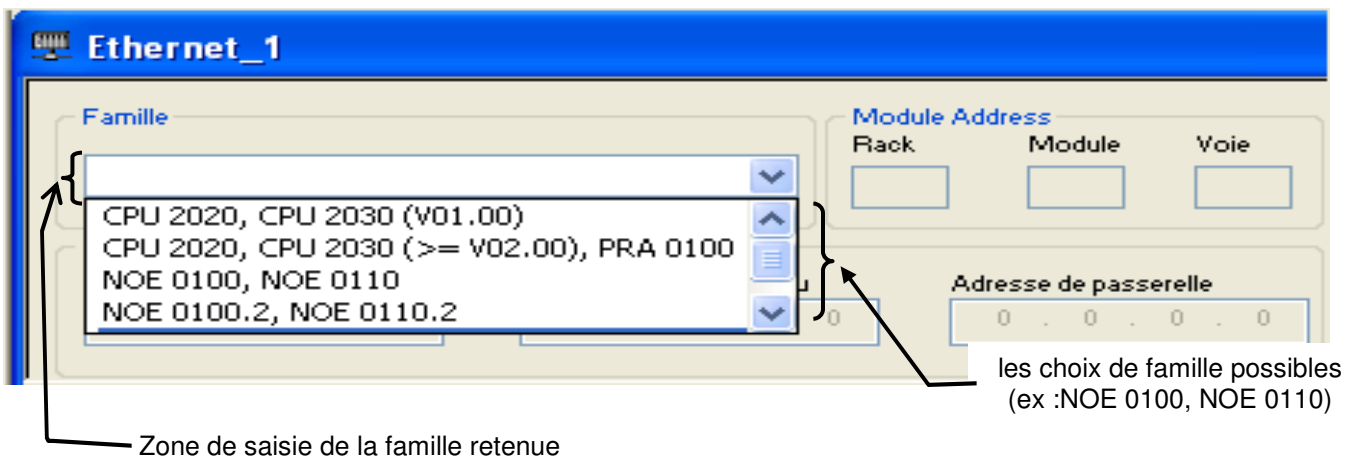 Ethernet_1
Famille
Module Address
Rack Module Voie
CPU 2020, CPU 2030 (V01.00)
CPU 2020, CPU 2030 (>= V02.00), PRA 0100
NOE 0100, NOE 0110
NOE 0100.2, NOE 0110.2
u
Adresse de passerelle
0
0 . 0 . 0 . 0
les choix de famille possibles
(ex :NOE 0100, NOE 0110)
Zone de saisie de la famille retenue